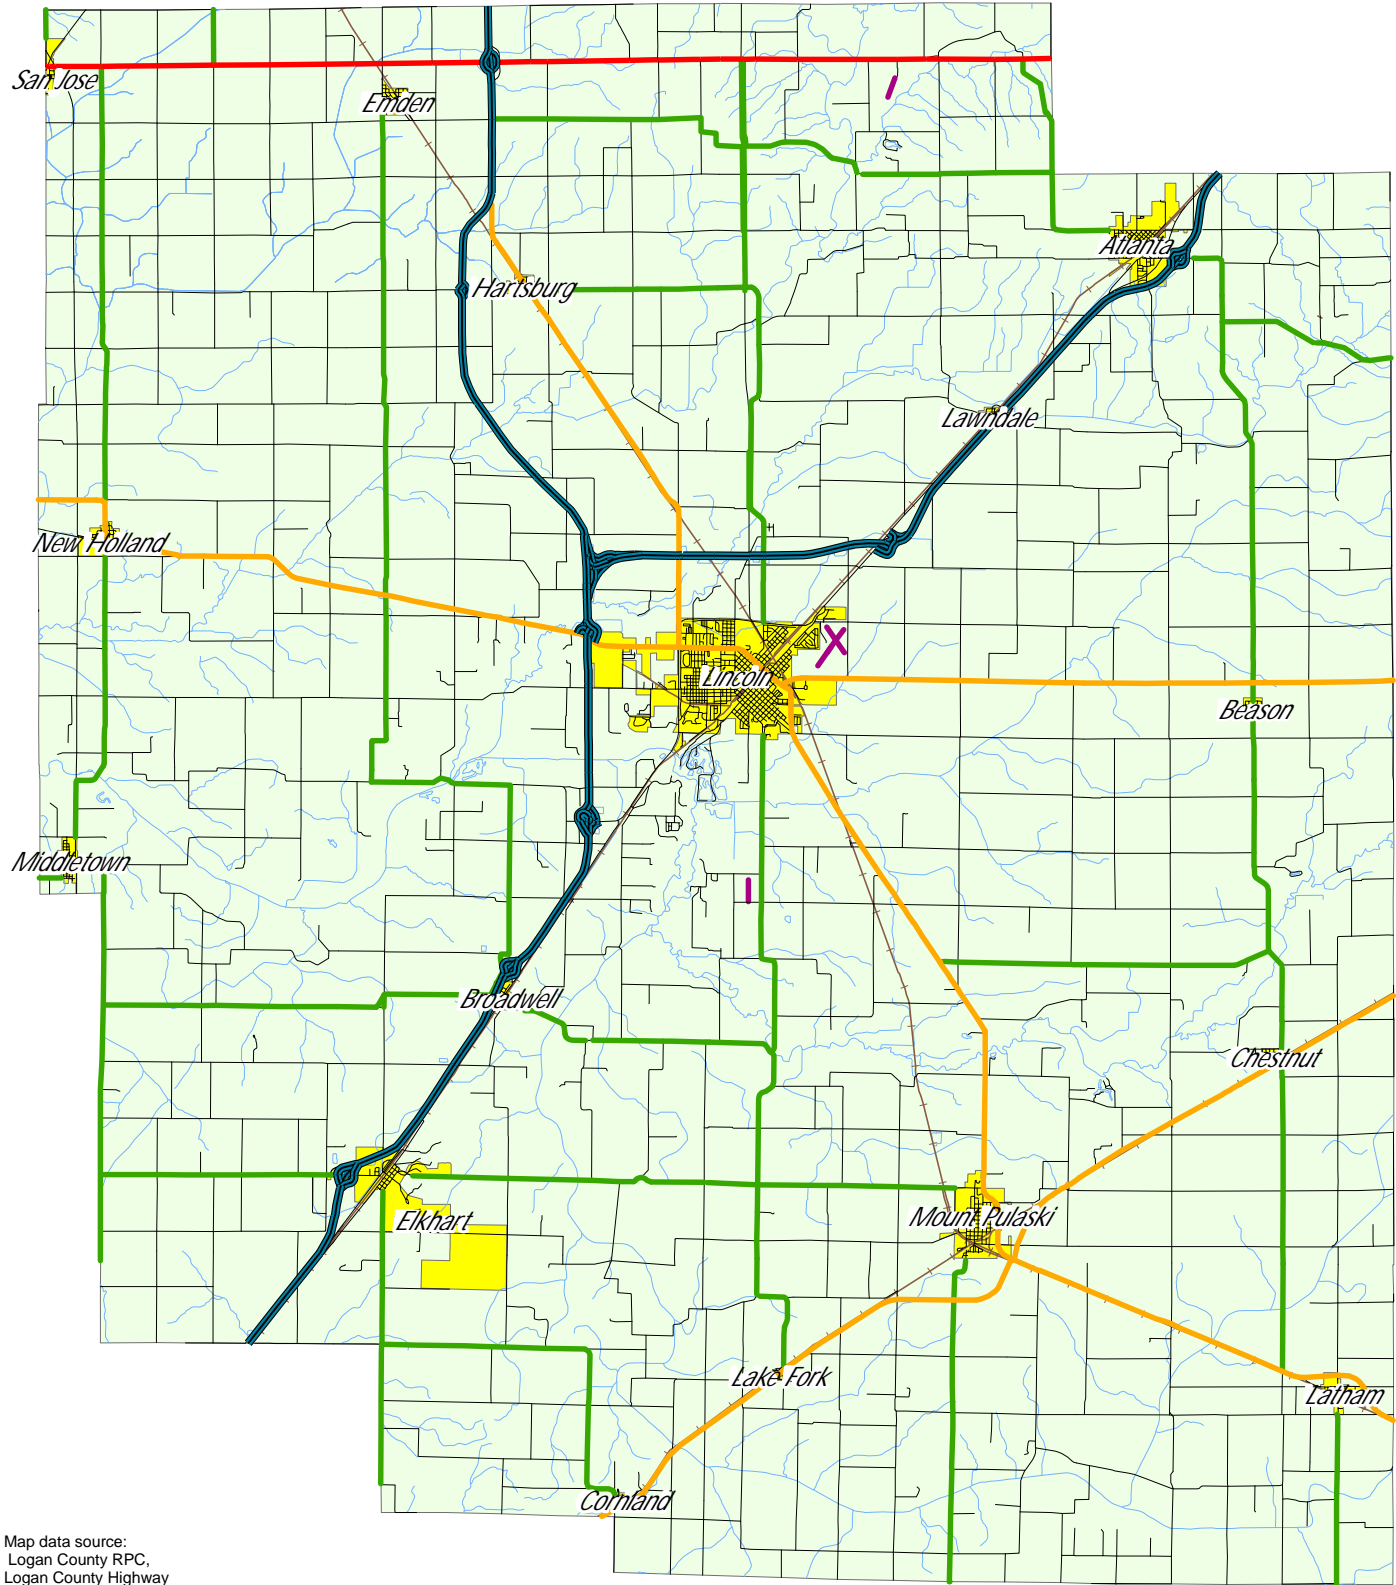 San Jose
Emden
Atlanta
Hartsburg
Lawndale
New Holland
Lincoln
Beason
Middletown
Broadwell
Chestnut
Elkhart
Mount Pulaski
Lake Fork
Latham
Cornland
Map data source:
Logan County RPC,
Logan County Highway